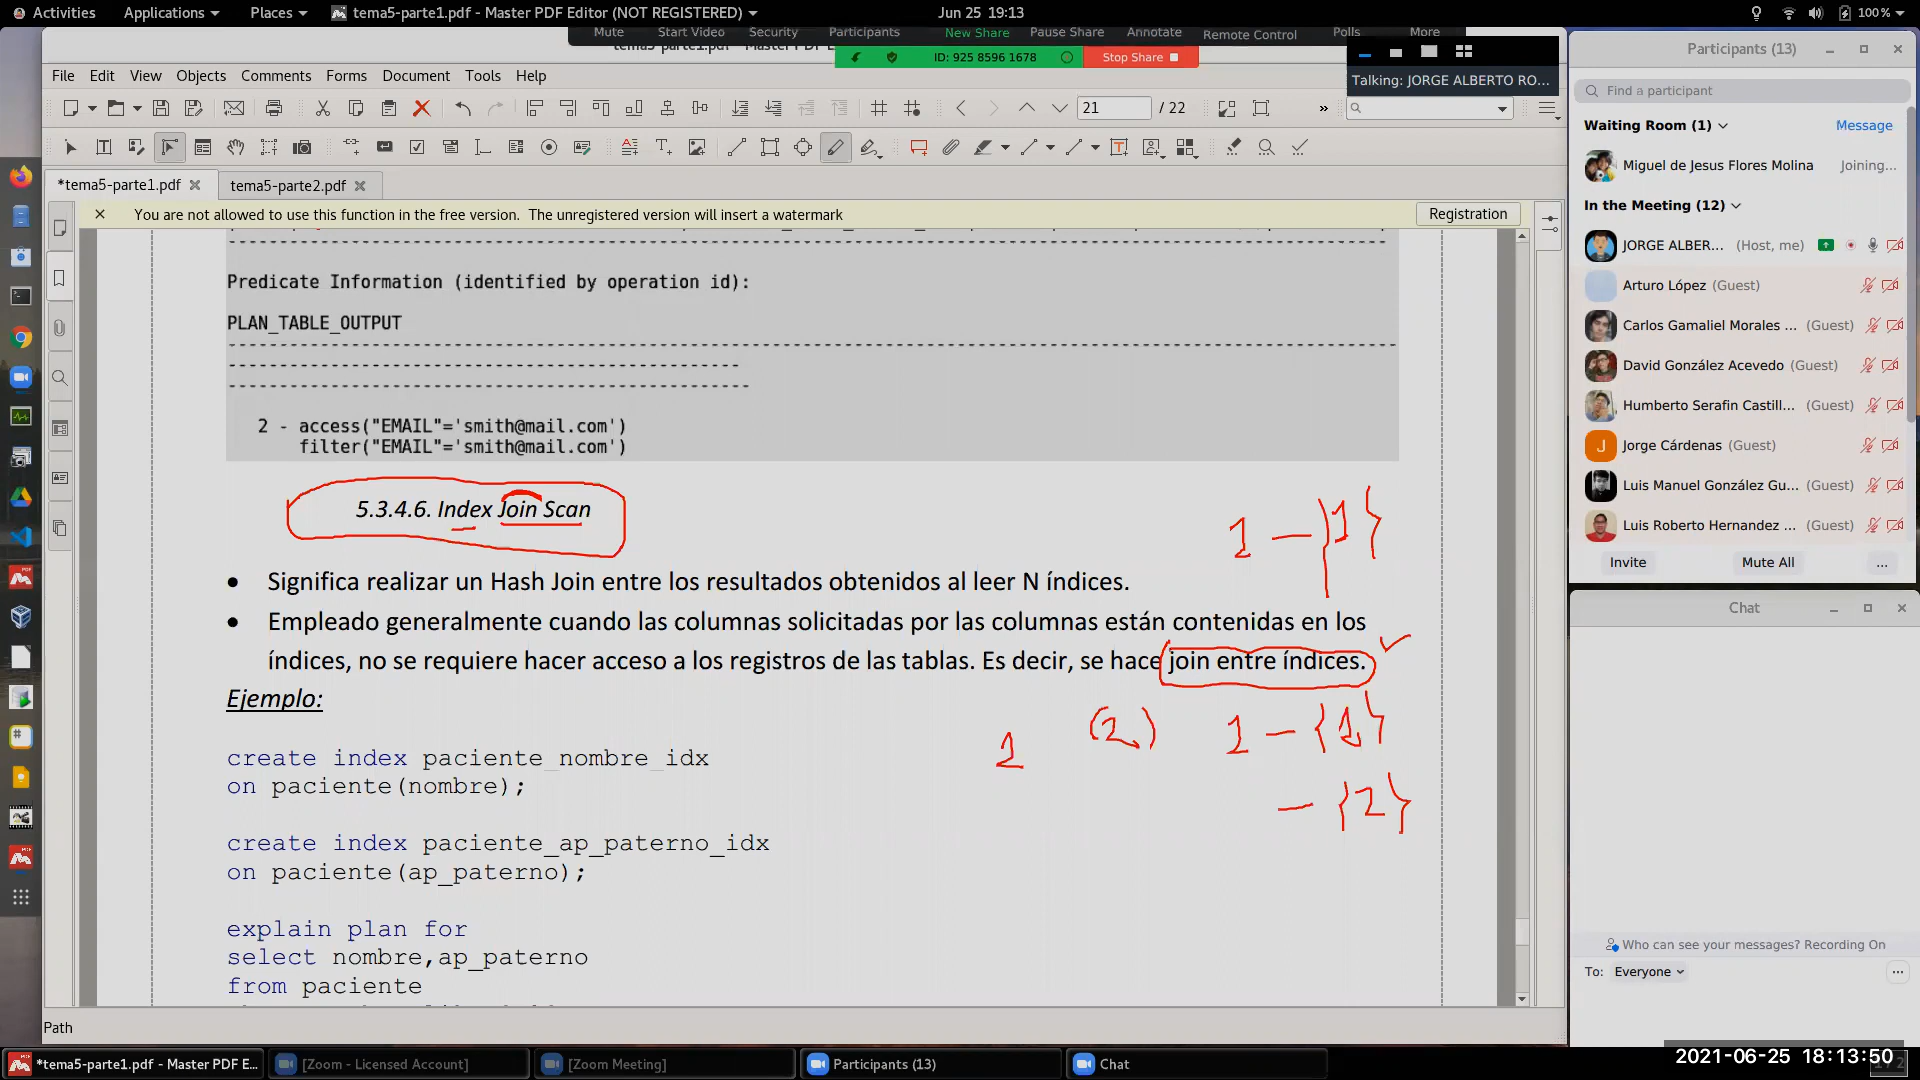 Activities
Applications
Places
tema5-parte1.pdf - Master PDF Editor (NOT REGISTERED)
Jun 25 19:13
100%
Mute
Start Video
Security
Participants
New Share
Pause Share
Annotate
Remote Control
Polls
More
ID: 925 8596 1678
Stop Share
Talking: JORGE ALBERTO RO...
File
Edit
View
Objects
Comments
Forms
Document
Tools
Help
21
/ 22
*tema5-parte1.pdf
tema5-parte2.pdf
You are not allowed to use this function in the free version. The unregistered version will insert a watermark
Registration
Predicate Information (identified by operation id):
PLAN_TABLE_OUTPUT
2 - access("EMAIL"='smith@mail.com')
filter("EMAIL"='smith@mail.com')
5.3.4.6. Index Join Scan
1 — {1}
• Significa realizar un Hash Join entre los resultados obtenidos al leer N índices.
• Empleado generalmente cuando las columnas solicitadas por las columnas están contenidas en los
índices, no se requiere hacer acceso a los registros de las tablas. Es decir, se hace join entre índices.
Ejemplo:
1 (2,) 1 – {1,}
– {2}
create index paciente_nombre_idx
on paciente(nombre);
create index paciente_ap_paterno_idx
on paciente(ap_paterno);
explain plan for
select nombre,ap_paterno
from paciente
Path
Participants (13)
Find a participant
Waiting Room (1)
Message
Miguel de Jesus Flores Molina
Joining...
In the Meeting (12)
JORGE ALBER... (Host, me)
Arturo López (Guest)
Carlos Gamaliel Morales ... (Guest)
David González Acevedo (Guest)
Humberto Serafin Castill... (Guest)
J Jorge Cárdenas (Guest)
Luis Manuel González Gu... (Guest)
Luis Roberto Hernandez ... (Guest)
Invite
Mute All
...
Chat
Who can see your messages? Recording On
To: Everyone
*tema5-parte1.pdf - Master PDF E...
[Zoom - Licensed Account]
[Zoom Meeting]
Participants (13)
Chat
2021-06-25 18:13:50